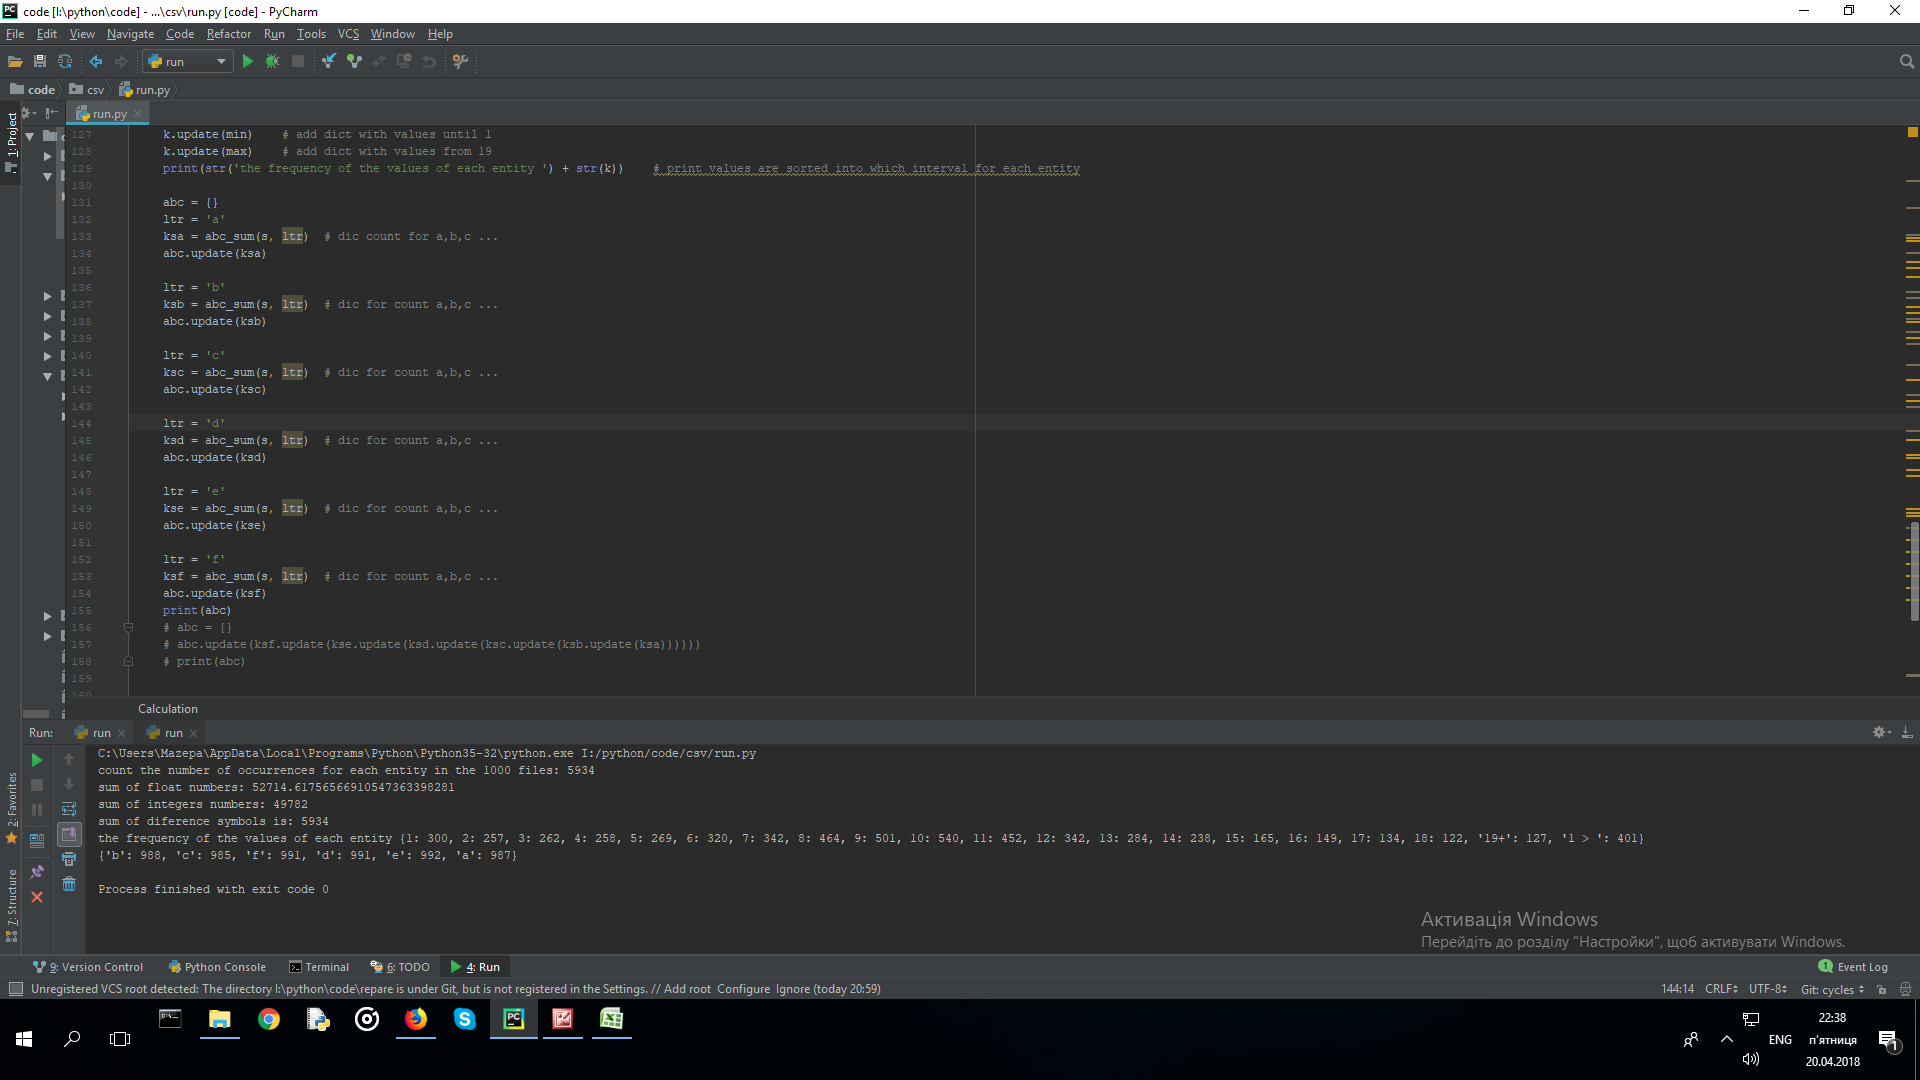 code [I:\python\code] - ...\csv\run.py [code] - PyCharm
File Edit View Navigate Code Refactor Run Tools VCS Window Help
run
code csv run.py
run.py
1: Project
127 k.update(min) # add dict with values until 1
128 k.update(max) # add dict with values from 19
129 print(str('the frequency of the values of each entity ') + str(k)) # print values are sorted into which interval for each entity
130
131 abc = {}
132 ltr = 'a'
133 ksa = abc_sum(s, ltr) # dic count for a,b,c ...
134 abc.update(ksa)
135
136 ltr = 'b'
137 ksb = abc_sum(s, ltr) # dic for count a,b,c ...
138 abc.update(ksb)
139
140 ltr = 'c'
141 ksc = abc_sum(s, ltr) # dic for count a,b,c ...
142 abc.update(ksc)
143
144 ltr = 'd'
145 ksd = abc_sum(s, ltr) # dic for count a,b,c ...
146 abc.update(ksd)
147
148 ltr = 'e'
149 kse = abc_sum(s, ltr) # dic for count a,b,c ...
150 abc.update(kse)
151
152 ltr = 'f'
153 ksf = abc_sum(s, ltr) # dic for count a,b,c ...
154 abc.update(ksf)
155 print(abc)
156 # abc = {}
157 # abc.update(ksf.update(kse.update(ksd.update(ksc.update(ksb.update(ksa))))))
158 # print(abc)
159
160
Calculation
Run: run run
C:\Users\Mazepa\AppData\Local\Programs\Python\Python35-32\python.exe I:/python/code/csv/run.py
count the number of occurrences for each entity in the 1000 files: 5934
sum of float numbers: 52714.61756566910547363398281
sum of integers numbers: 49782
sum of diference symbols is: 5934
the frequency of the values of each entity {1: 300, 2: 257, 3: 262, 4: 258, 5: 269, 6: 320, 7: 342, 8: 464, 9: 501, 10: 540, 11: 452, 12: 342, 13: 284, 14: 238, 15: 165, 16: 149, 17: 134, 18: 122, '19+': 127, '1 > ': 401}
{'b': 988, 'c': 985, 'f': 991, 'd': 991, 'e': 992, 'a': 987}
Process finished with exit code 0
2: Favorites
7: Structure
Активація Windows
Перейдіть до розділу "Настройки", щоб активувати Windows.
9: Version Control Python Console Terminal 6: TODO 4: Run 1 Event Log
Unregistered VCS root detected: The directory I:\python\code\repare is under Git, but is not registered in the Settings. // Add root Configure Ignore (today 20:59) 144:14 CRLF UTF-8 Git: cycles
22:38
ENG п'ятниця
20.04.2018
1